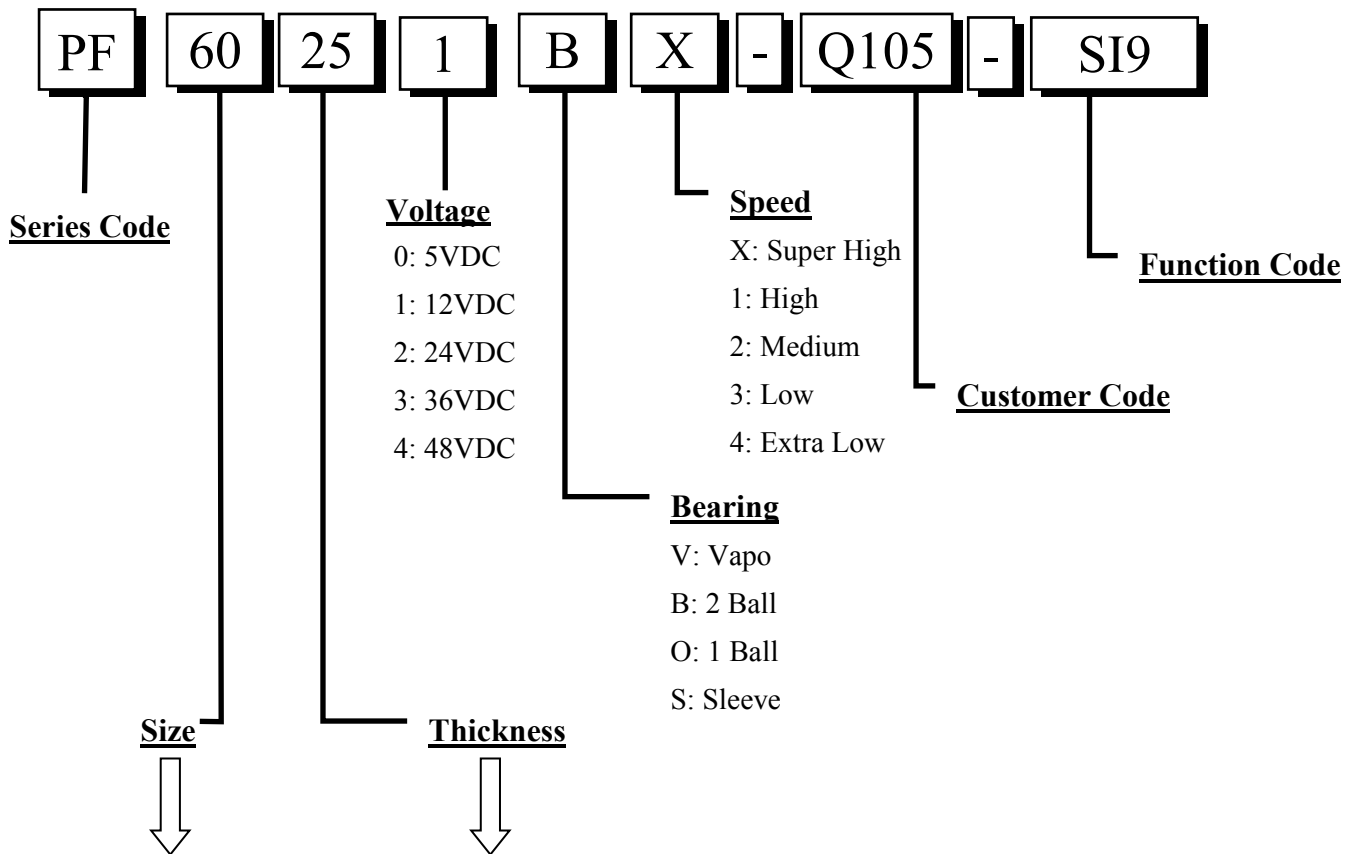 PF 60 25 1 B X - Q105 - SI9
Series Code
Voltage
0: 5VDC
1: 12VDC
2: 24VDC
3: 36VDC
4: 48VDC
Speed
X: Super High
1: High
2: Medium
3: Low
4: Extra Low
Function Code
Customer Code
Bearing
V: Vapo
B: 2 Ball
O: 1 Ball
S: Sleeve
Size
Thickness